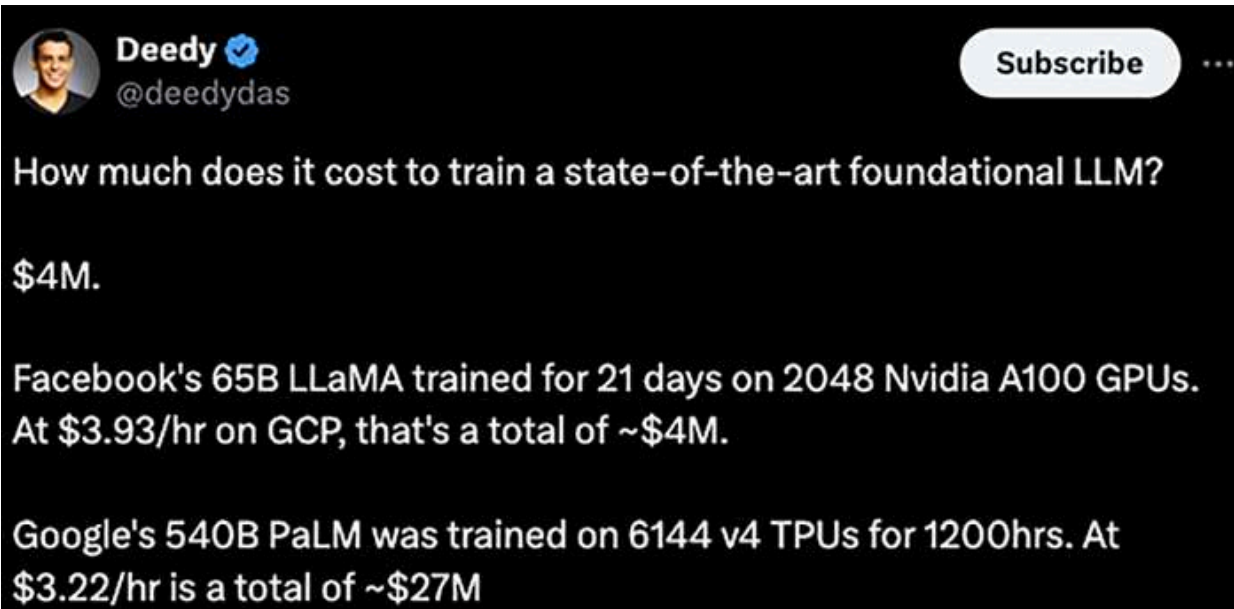 Deedy
@deedydas
Subscribe
How much does it cost to train a state-of-the-art foundational LLM?
$4M.
Facebook's 65B LLaMA trained for 21 days on 2048 Nvidia A100 GPUs.
At $3.93/hr on GCP, that's a total of ~$4M.
Google's 540B PaLM was trained on 6144 v4 TPUs for 1200hrs. At
$3.22/hr is a total of ~$27M